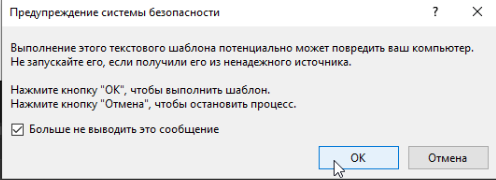 Предупреждение системы безопасности
Выполнение этого текстового шаблона потенциально может повредить ваш компьютер.
Не запускайте его, если получили его из ненадежного источника.
Нажмите кнопку "ОК", чтобы выполнить шаблон.
Нажмите кнопку "Отмена", чтобы остановить процесс.
Больше не выводить это сообщение
ОК
Отмена